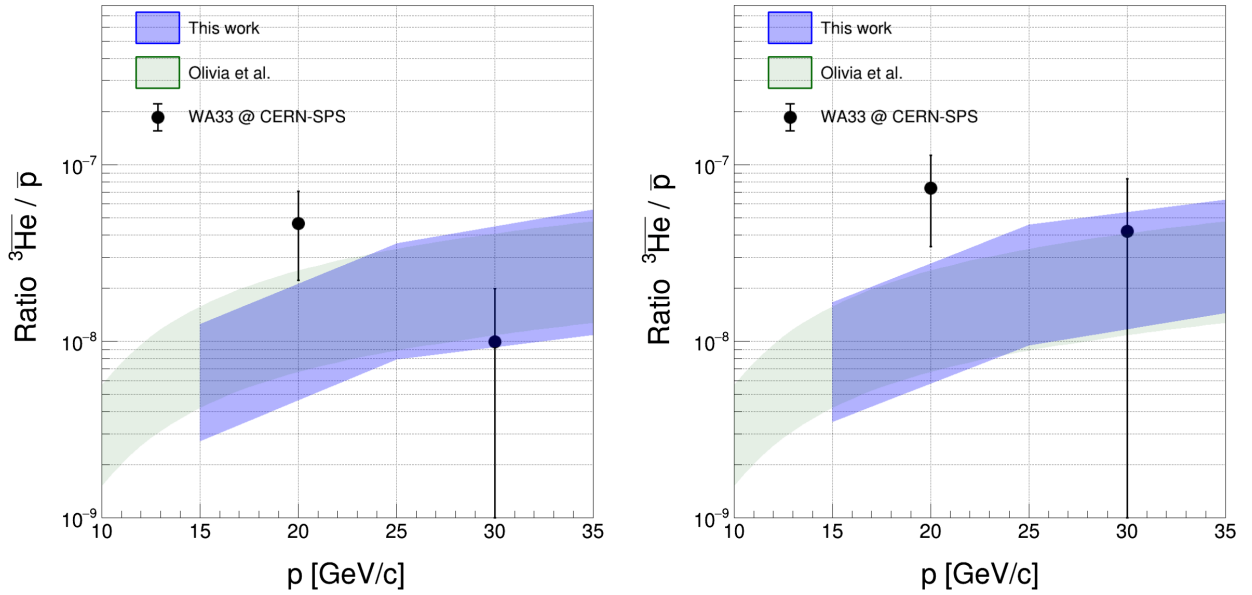 This work
Olivia et al.
WA33 @ CERN-SPS
Ratio ³H̅e̅ / p̅
10⁻⁷
10⁻⁸
10⁻⁹
10 15 20 25 30 35
p [GeV/c]
This work
Olivia et al.
WA33 @ CERN-SPS
Ratio ³H̅e̅ / p̅
10⁻⁷
10⁻⁸
10⁻⁹
10 15 20 25 30 35
p [GeV/c]